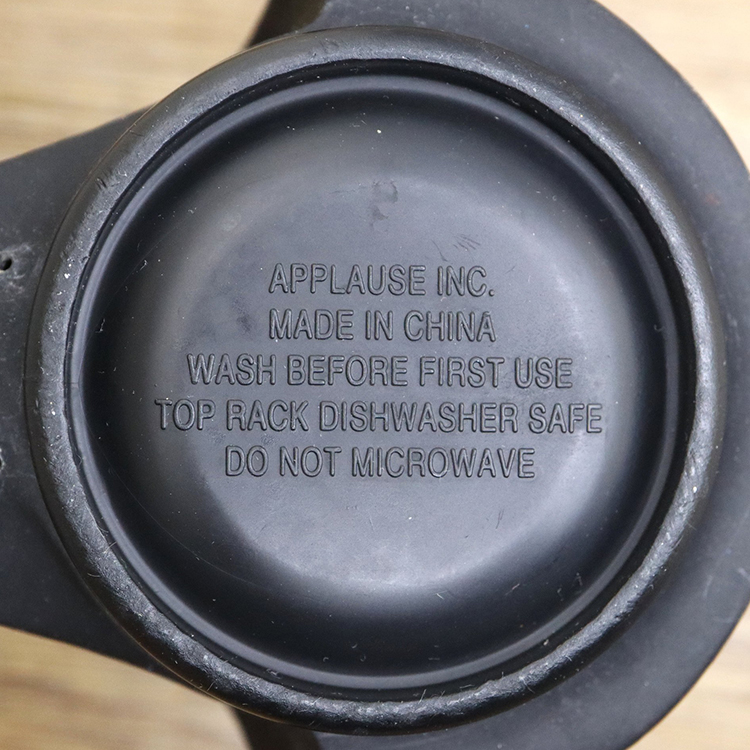 APPLAUSE INC.
MADE IN CHINA
WASH BEFORE FIRST USE
TOP RACK DISHWASHER SAFE
DO NOT MICROWAVE